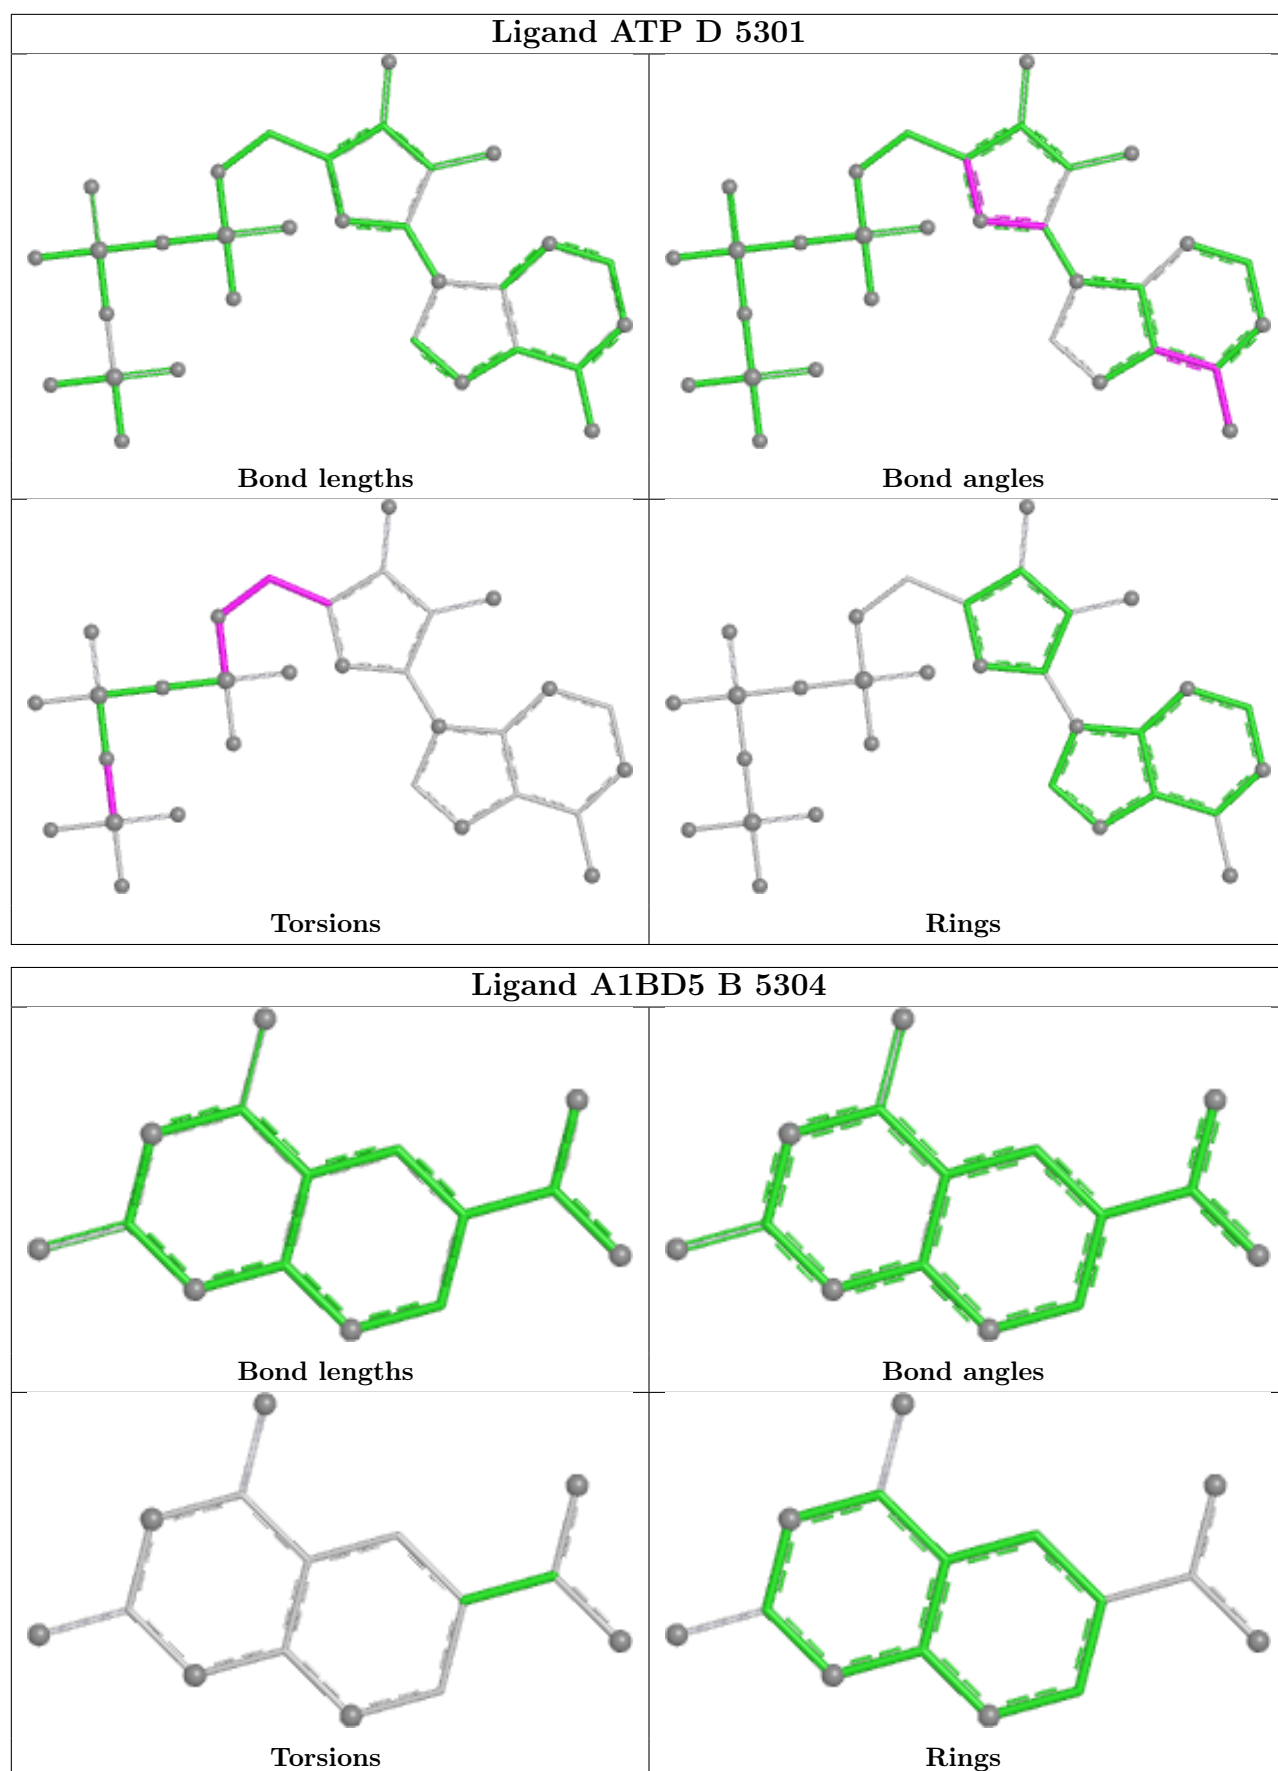 Ligand ATP D 5301
Bond lengths
Bond angles
Torsions
Rings
Ligand A1BD5 B 5304
Bond lengths
Bond angles
Torsions
Rings